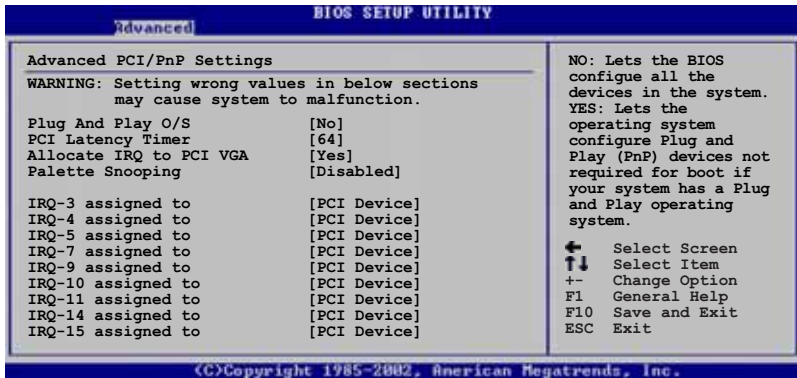 BIOS SETUP UTILITY
Advanced
Advanced PCI/PnP Settings
WARNING: Setting wrong values in below sections
may cause system to malfunction.
Plug And Play O/S [No]
PCI Latency Timer [64]
Allocate IRQ to PCI VGA [Yes]
Palette Snooping [Disabled]
IRQ-3 assigned to [PCI Device]
IRQ-4 assigned to [PCI Device]
IRQ-5 assigned to [PCI Device]
IRQ-7 assigned to [PCI Device]
IRQ-9 assigned to [PCI Device]
IRQ-10 assigned to [PCI Device]
IRQ-11 assigned to [PCI Device]
IRQ-14 assigned to [PCI Device]
IRQ-15 assigned to [PCI Device]
NO: Lets the BIOS
configue all the
devices in the system.
YES: Lets the
operating system
configure Plug and
Play (PnP) devices not
required for boot if
your system has a Plug
and Play operating
system.
← Select Screen
↑↓ Select Item
+- Change Option
F1 General Help
F10 Save and Exit
ESC Exit
(C)Copyright 1985-2002, American Megatrends, Inc.